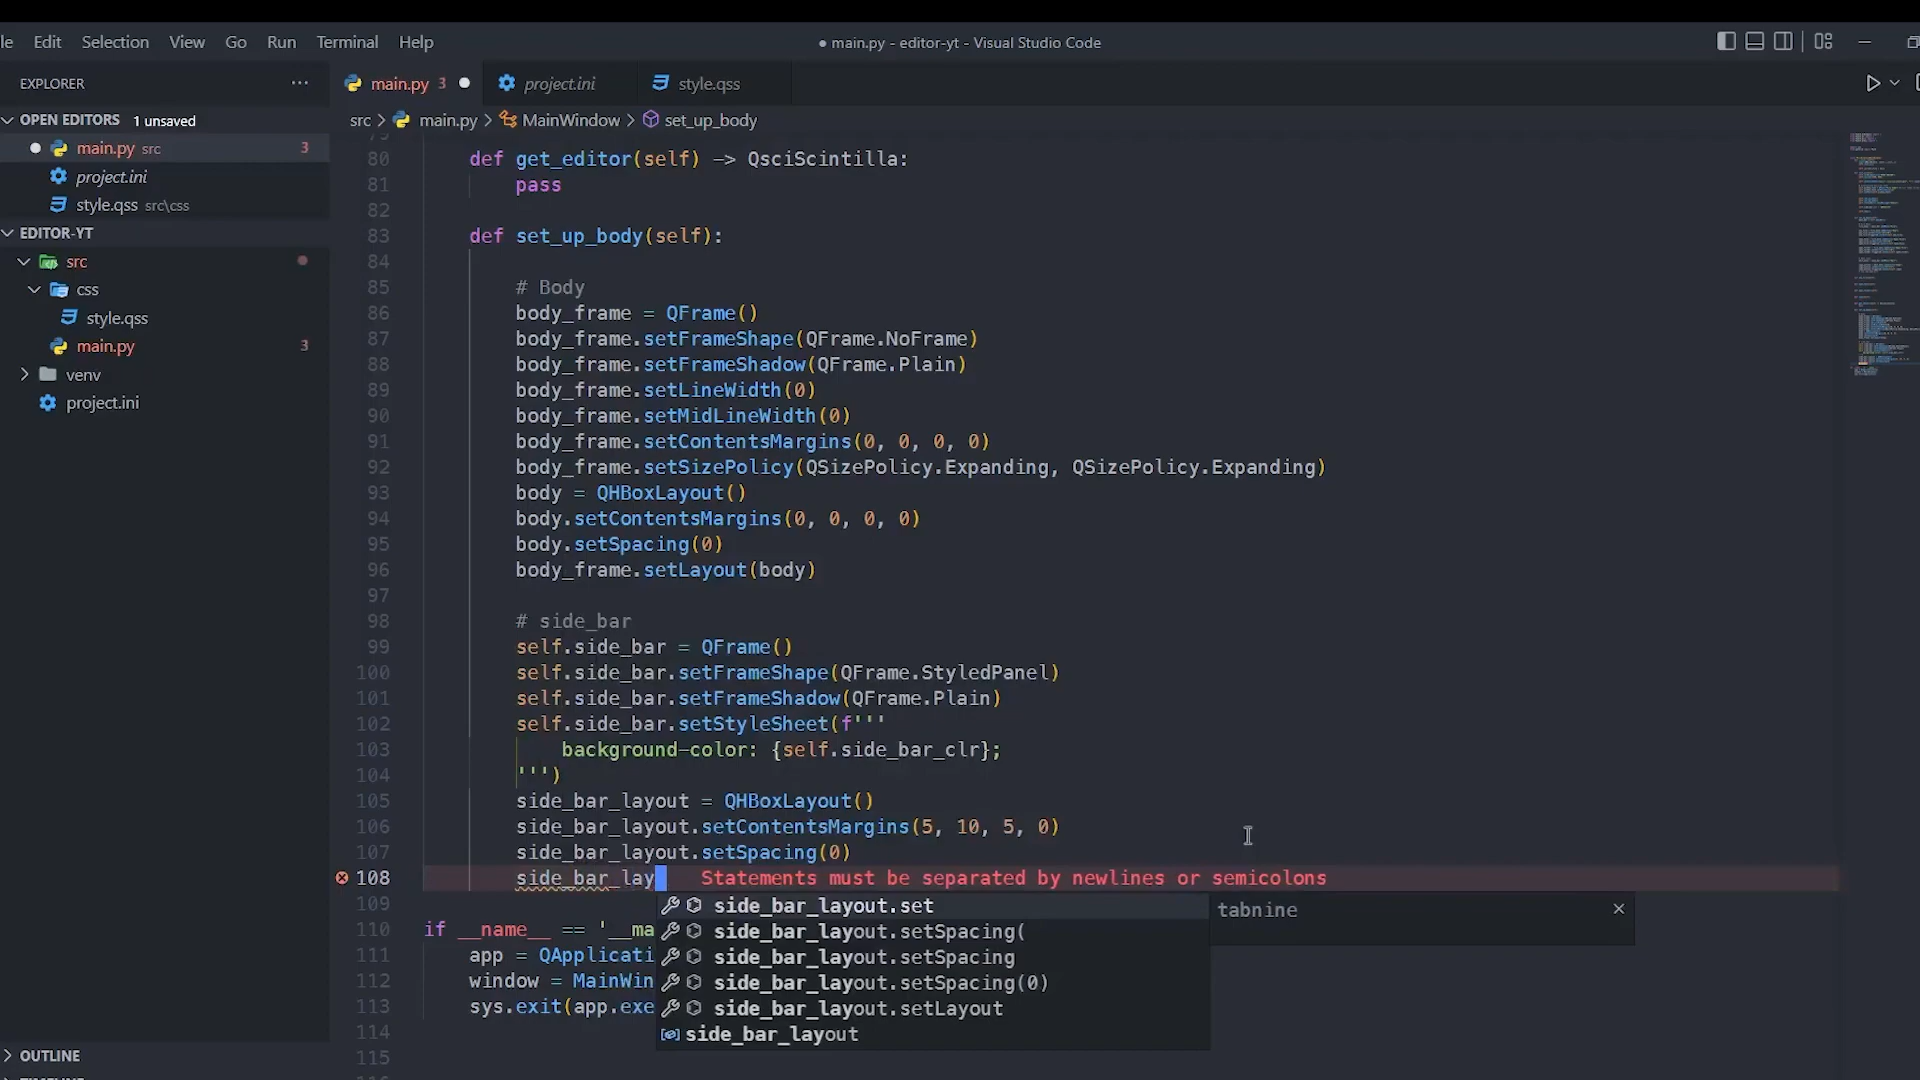 le Edit Selection View Go Run Terminal Help
● main.py - editor-yt - Visual Studio Code
EXPLORER ···
main.py 3 ●
project.ini
style.qss
OPEN EDITORS 1 unsaved
main.py src 3
project.ini
style.qss src\css
EDITOR-YT
src
css
style.qss
main.py 3
venv
project.ini
OUTLINE
src > main.py > MainWindow > set_up_body
80 def get_editor(self) -> QsciScintilla:
81 pass
82
83 def set_up_body(self):
84
85 # Body
86 body_frame = QFrame()
87 body_frame.setFrameShape(QFrame.NoFrame)
88 body_frame.setFrameShadow(QFrame.Plain)
89 body_frame.setLineWidth(0)
90 body_frame.setMidLineWidth(0)
91 body_frame.setContentsMargins(0, 0, 0, 0)
92 body_frame.setSizePolicy(QSizePolicy.Expanding, QSizePolicy.Expanding)
93 body = QHBoxLayout()
94 body.setContentsMargins(0, 0, 0, 0)
95 body.setSpacing(0)
96 body_frame.setLayout(body)
97
98 # side_bar
99 self.side_bar = QFrame()
100 self.side_bar.setFrameShape(QFrame.StyledPanel)
101 self.side_bar.setFrameShadow(QFrame.Plain)
102 self.side_bar.setStyleSheet(f'''
103 background-color: {self.side_bar_clr};
104 ''')
105 side_bar_layout = QHBoxLayout()
106 side_bar_layout.setContentsMargins(5, 10, 5, 0)
107 side_bar_layout.setSpacing(0)
108 side_bar_lay Statements must be separated by newlines or semicolons
109 side_bar_layout.set tabnine
110 if __name__ == '__ma side_bar_layout.setSpacing(
111 app = QApplicati side_bar_layout.setSpacing
112 window = MainWin side_bar_layout.setSpacing(0)
113 sys.exit(app.exe side_bar_layout.setLayout
114 side_bar_layout
115